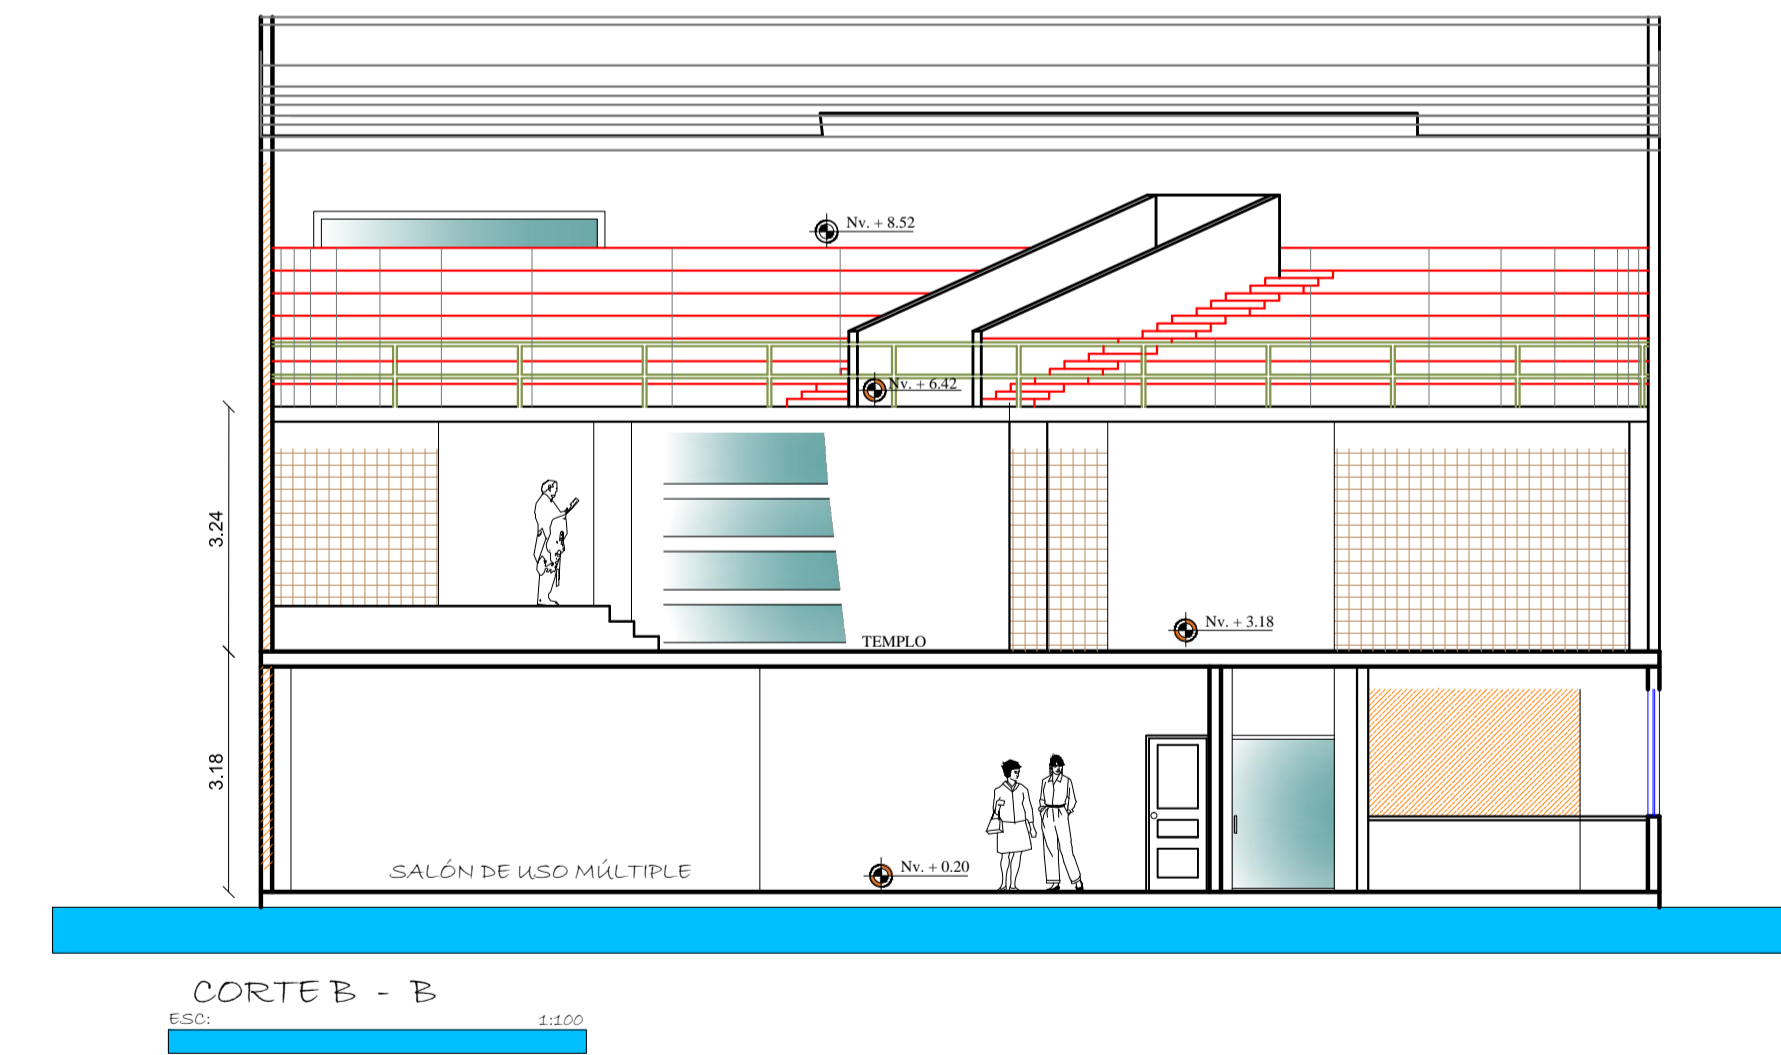 Nv. + 8.52
Nv. + 6.42
3.24
Nv. + 3.18
TEMPLO
3.18
SALÓN DE USO MÚLTIPLE
Nv. + 0.20
CORTE B - B
ESC: 1:100